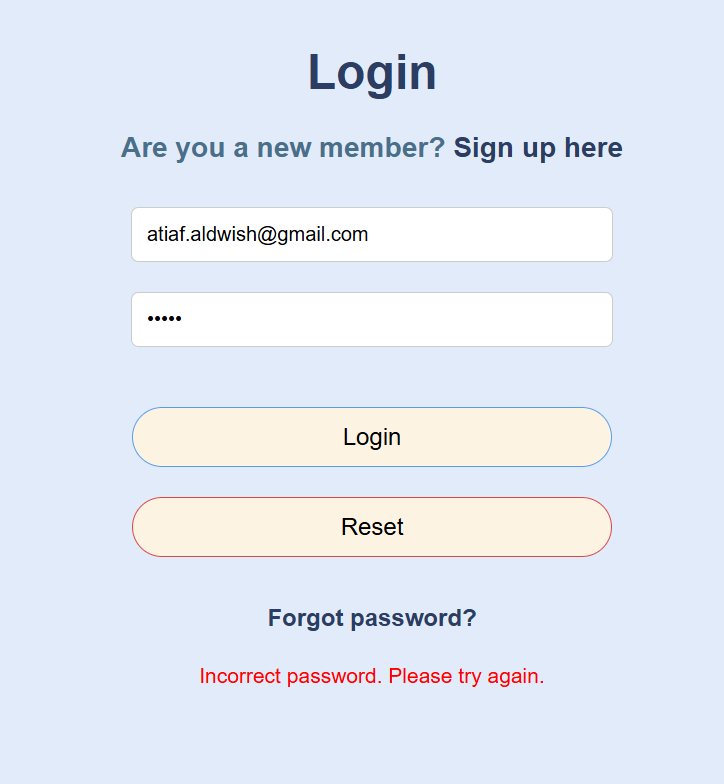 Login
Are you a new member? Sign up here
atiaf.aldwish@gmail.com
•••••
Login
Reset
Forgot password?
Incorrect password. Please try again.